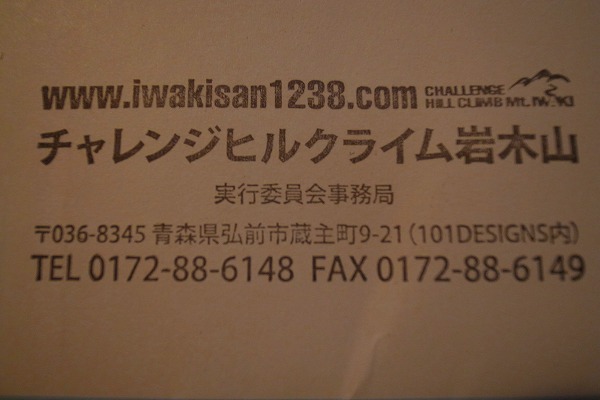 www.iwakisan1238.com CHALLENGE
HILL CLIMB Mt. IWAKI
チャレンジヒルクライム岩木山
実行委員会事務局
〒036-8345 青森県弘前市蔵主町9-21（101DESIGNS内）
TEL 0172-88-6148 FAX 0172-88-6149